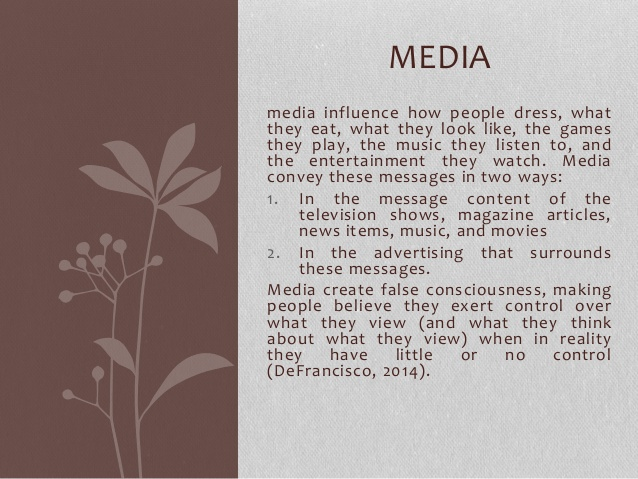 MEDIA
media influence how people dress, what
they eat, what they look like, the games
they play, the music they listen to, and
the entertainment they watch. Media
convey these messages in two ways:
1. In the message content of the
television shows, magazine articles,
news items, music, and movies
2. In the advertising that surrounds
these messages.
Media create false consciousness, making
people believe they exert control over
what they view (and what they think
about what they view) when in reality
they have little or no control
(DeFrancisco, 2014).